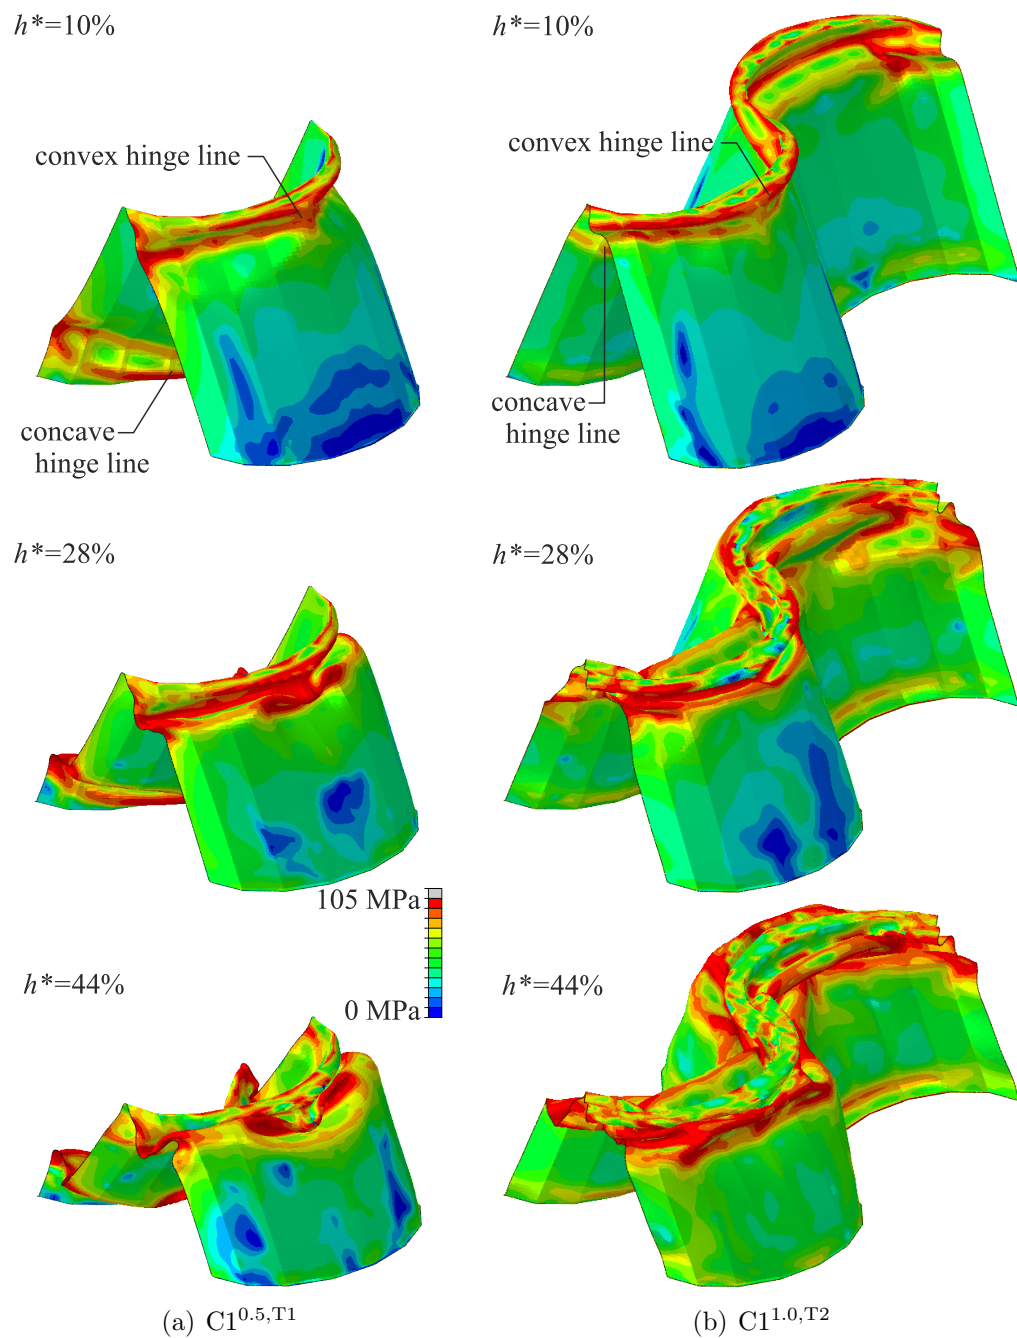 h*=10%
h*=10%
convex hinge line
convex hinge line
concave
hinge line
concave
hinge line
h*=28%
h*=28%
105 MPa
0 MPa
h*=44%
h*=44%
(a) C1^0.5,T1
(b) C1^1.0,T2